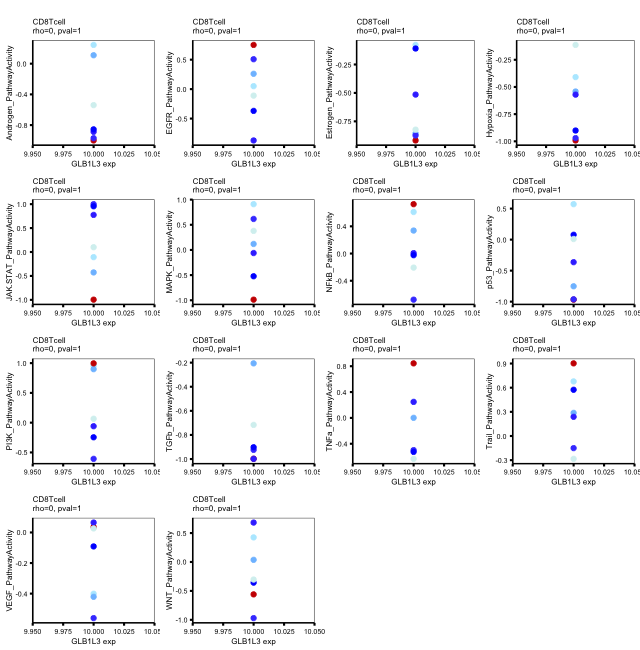 CD8Tcell
rho=0, pval=1
Androgen_PathwayActivity
0.0
-0.4
-0.8
9.950 9.975 10.000 10.025 10.05
GLB1L3 exp
CD8Tcell
rho=0, pval=1
EGFR_PathwayActivity
0.5
0.0
-0.5
9.950 9.975 10.000 10.025 10.05
GLB1L3 exp
CD8Tcell
rho=0, pval=1
Estrogen_PathwayActivity
-0.25
-0.50
-0.75
9.950 9.975 10.000 10.025 10.05
GLB1L3 exp
CD8Tcell
rho=0, pval=1
Hypoxia_PathwayActivity
-0.25
-0.50
-0.75
-1.00
9.950 9.975 10.000 10.025 10.05
GLB1L3 exp
CD8Tcell
rho=0, pval=1
JAK.STAT_PathwayActivity
1.0
0.5
0.0
-0.5
-1.0
9.950 9.975 10.000 10.025 10.05
GLB1L3 exp
CD8Tcell
rho=0, pval=1
MAPK_PathwayActivity
1.0
0.5
0.0
-0.5
-1.0
9.950 9.975 10.000 10.025 10.05
GLB1L3 exp
CD8Tcell
rho=0, pval=1
NFkB_PathwayActivity
0.4
0.0
-0.4
9.950 9.975 10.000 10.025 10.05
GLB1L3 exp
CD8Tcell
rho=0, pval=1
p53_PathwayActivity
0.5
0.0
-0.5
-1.0
9.950 9.975 10.000 10.025 10.05
GLB1L3 exp
CD8Tcell
rho=0, pval=1
PI3K_PathwayActivity
1.0
0.5
0.0
-0.5
9.950 9.975 10.000 10.025 10.05
GLB1L3 exp
CD8Tcell
rho=0, pval=1
TGFb_PathwayActivity
-0.2
-0.4
-0.6
-0.8
-1.0
9.950 9.975 10.000 10.025 10.05
GLB1L3 exp
CD8Tcell
rho=0, pval=1
TNFa_PathwayActivity
0.8
0.4
0.0
-0.4
9.950 9.975 10.000 10.025 10.05
GLB1L3 exp
CD8Tcell
rho=0, pval=1
Trail_PathwayActivity
0.9
0.6
0.3
0.0
-0.3
9.950 9.975 10.000 10.025 10.05
GLB1L3 exp
CD8Tcell
rho=0, pval=1
VEGF_PathwayActivity
0.0
-0.2
-0.4
9.950 9.975 10.000 10.025 10.05
GLB1L3 exp
CD8Tcell
rho=0, pval=1
WNT_PathwayActivity
0.5
0.0
-0.5
-1.0
9.950 9.975 10.000 10.025 10.050
GLB1L3 exp